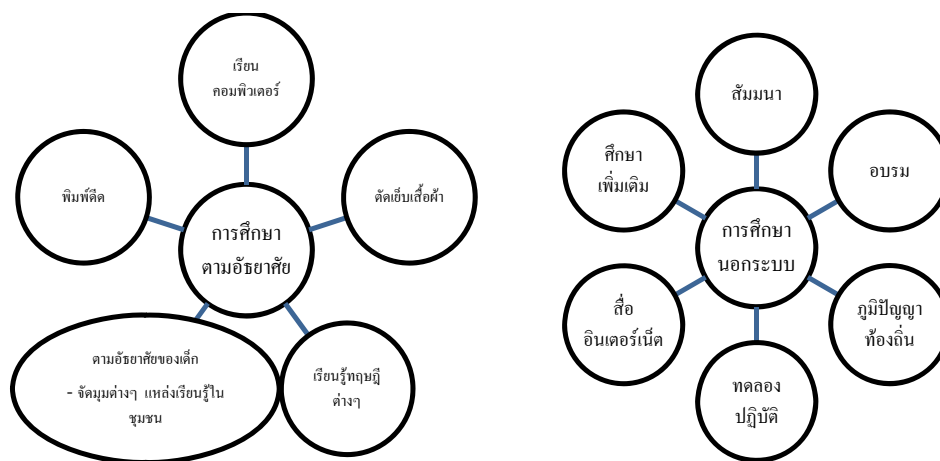 เรียน
คอมพิวเตอร์
พิมพ์ดีด
ตัดเย็บเสื้อผ้า
การศึกษา
ตามอัธยาศัย
ตามอัธยาศัยของเด็ก
- จัดมุมต่างๆ แหล่งเรียนรู้ใน
ชุมชน
เรียนรู้ทฤษฎี
ต่างๆ
สัมมนา
ศึกษา
เพิ่มเติม
อบรม
การศึกษา
นอกระบบ
สื่อ
อินเตอร์เน็ต
ภูมิปัญญา
ท้องถิ่น
ทดลอง
ปฏิบัติ